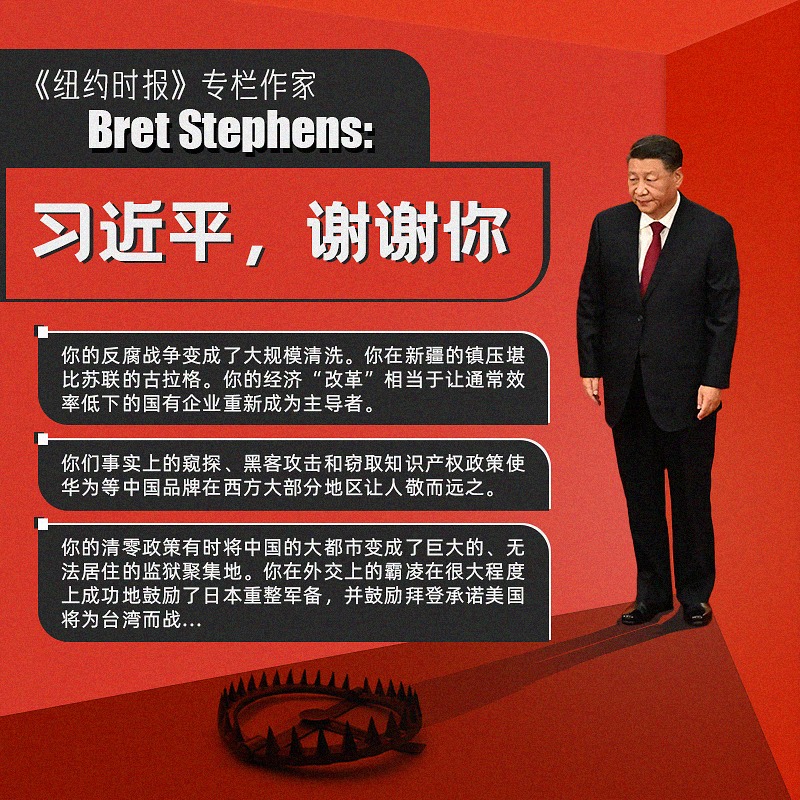 《纽约时报》专栏作家
Bret Stephens:
习近平，谢谢你
你的反腐战争变成了大规模清洗。你在新疆的镇压堪
比苏联的古拉格。你的经济“改革”相当于让通常效
率低下的国有企业重新成为主导者。
你们事实上的窥探、黑客攻击和窃取知识产权政策使
华为等中国品牌在西方大部分地区让人敬而远之。
你的清零政策有时将中国的大都市变成了巨大的、无
法居住的监狱聚集地。你在外交上的霸凌在很大程度
上成功地鼓励了日本重整军备，并鼓励拜登承诺美国
将为台湾而战...